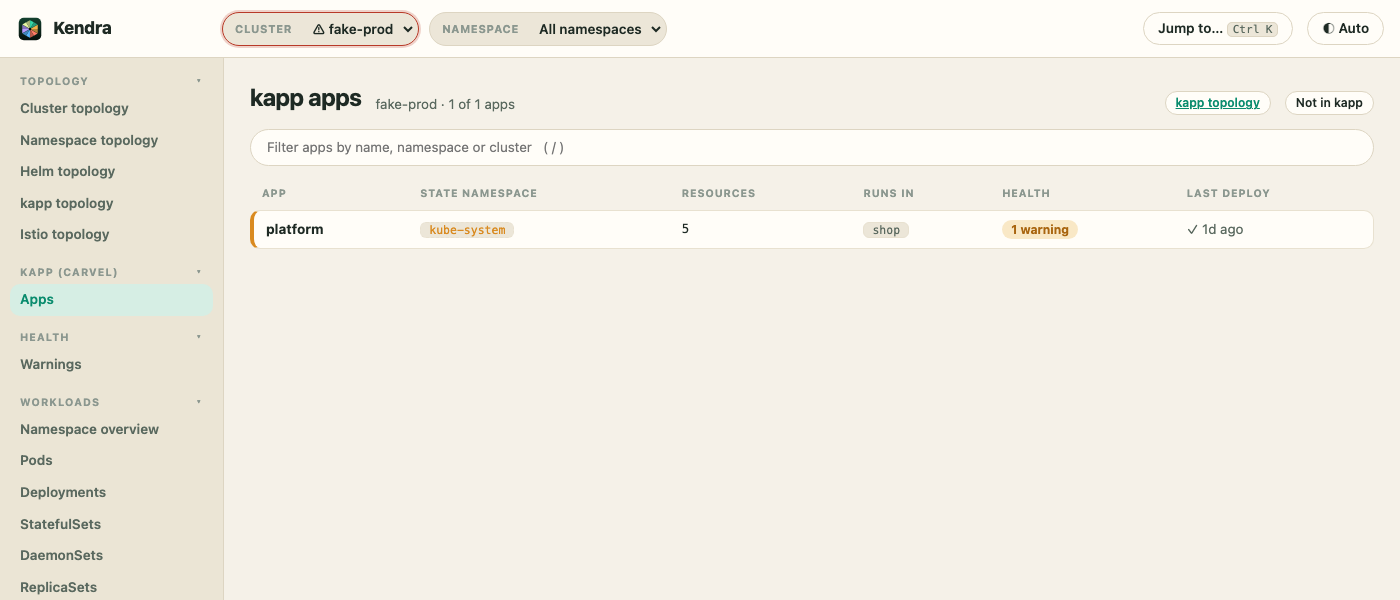 Kendra
CLUSTER ⚠ fake-prod
NAMESPACE All namespaces
Jump to... Ctrl K
Auto
TOPOLOGY
Cluster topology
Namespace topology
Helm topology
kapp topology
Istio topology
KAPP (CARVEL)
Apps
HEALTH
Warnings
WORKLOADS
Namespace overview
Pods
Deployments
StatefulSets
DaemonSets
ReplicaSets
kapp apps fake-prod · 1 of 1 apps
kapp topology
Not in kapp
Filter apps by name, namespace or cluster ( / )
APP STATE NAMESPACE RESOURCES RUNS IN HEALTH LAST DEPLOY
platform kube-system 5 shop 1 warning ✓ 1d ago